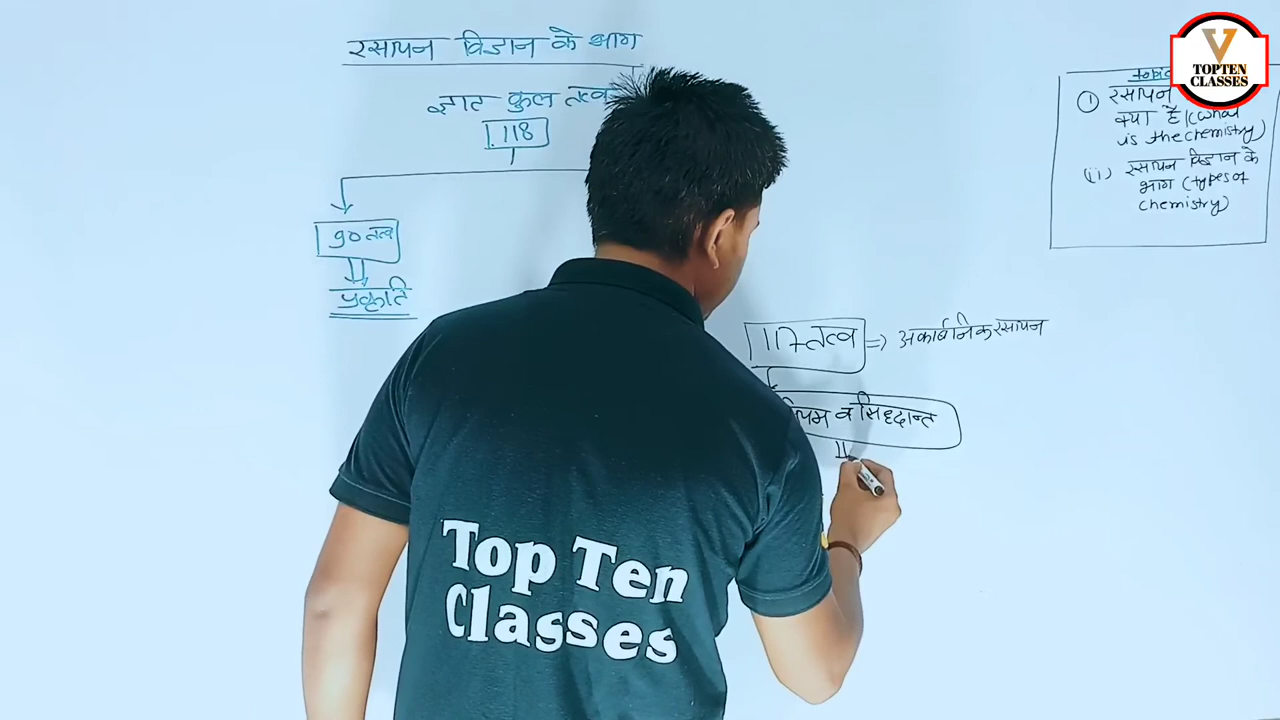 रसायन विज्ञान के भाग
ज्ञात कुल तत्व
118
90 तत्व
प्रकृति
117 तत्व => अकार्बनिक रसायन
व सिद्दान्त
① रसायन
क्या है। (What
is the chemistry)
(ii) रसायन विज्ञान के
भाग (types of
chemistry)
V
TOPTEN
CLASSES
Top Ten
Classes